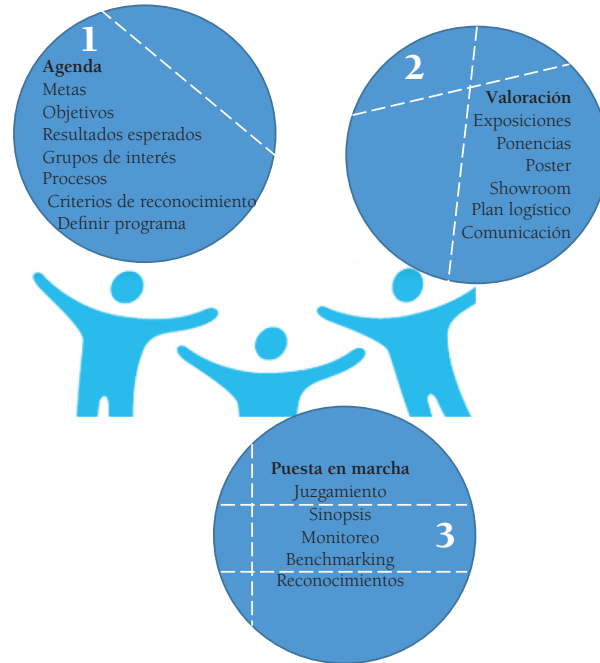 1
Agenda
Metas
Objetivos
Resultados esperados
Grupos de interés
Procesos
Criterios de reconocimiento
Definir programa
2
Valoración
Exposiciones
Ponencias
Poster
Showroom
Plan logístico
Comunicación
Puesta en marcha
Juzgamiento
Sinopsis
Monitoreo
3
Benchmarking
Reconocimientos